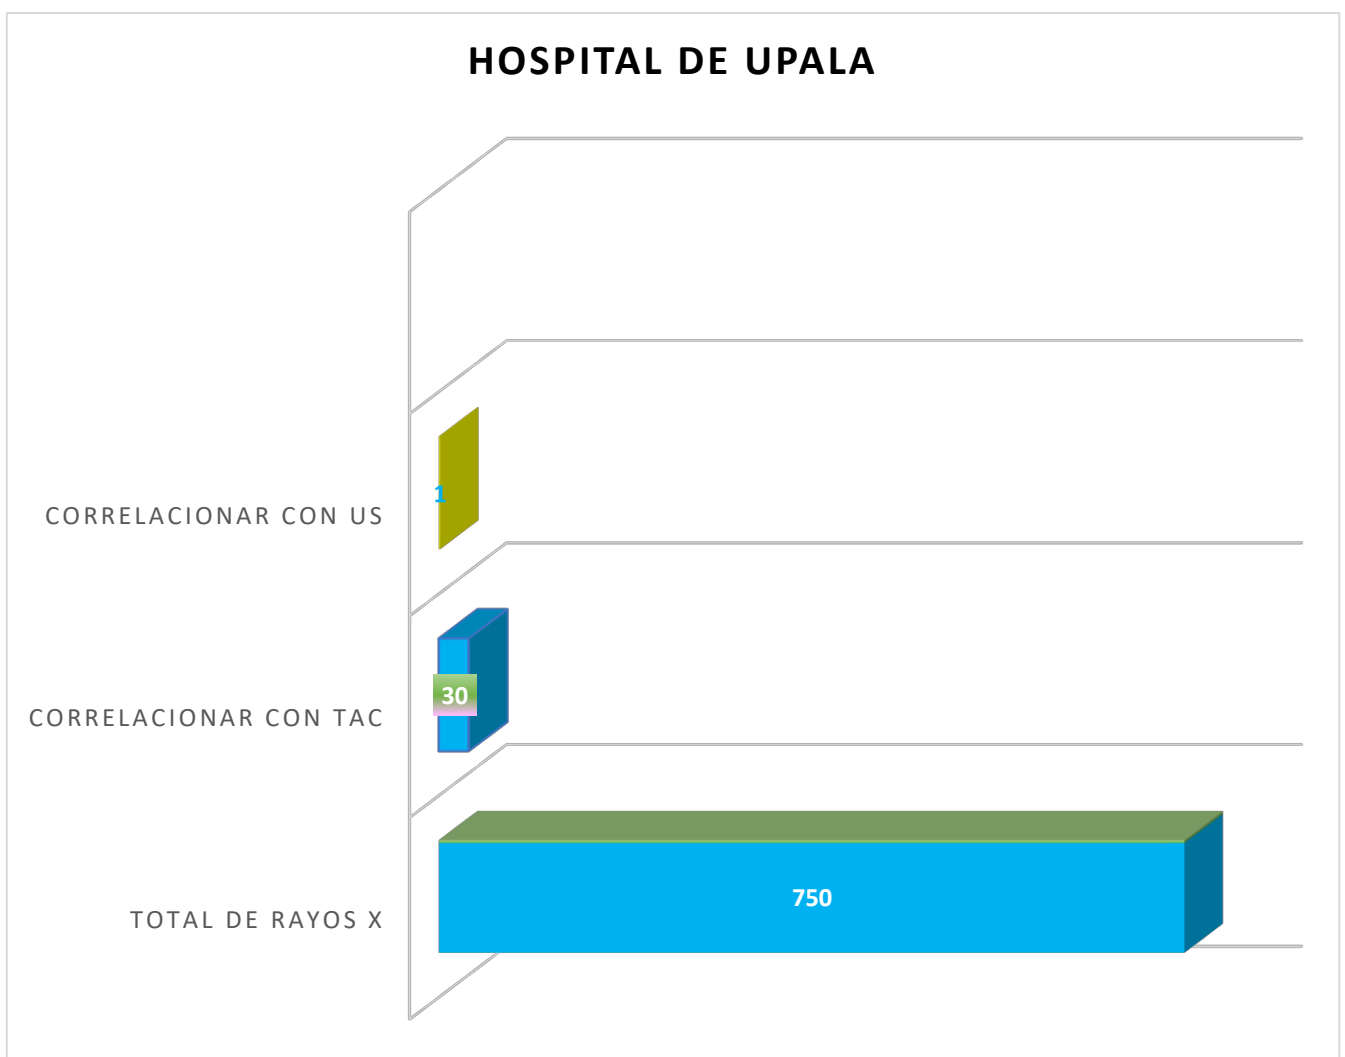 HOSPITAL DE UPALA
1
CORRELACIONAR CON US
30
CORRELACIONAR CON TAC
750
TOTAL DE RAYOS X